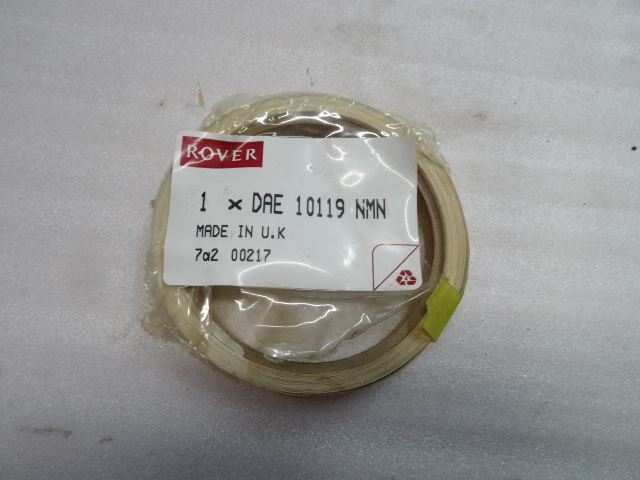 ROVER
1 x DAE 10119 NMN
MADE IN U.K
7a2 00217